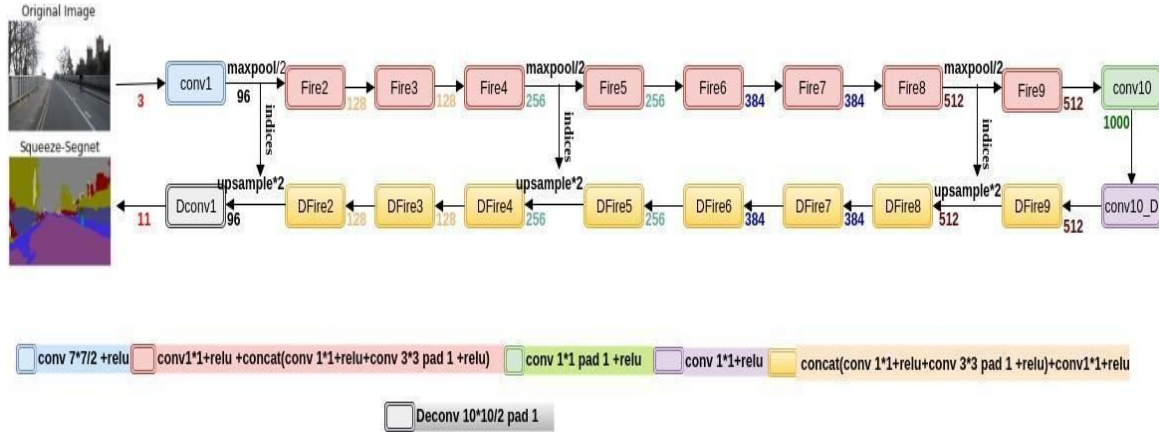 Original Image
conv1
maxpool/2
Fire2
Fire3
Fire4
maxpool/2
Fire5
Fire6
Fire7
Fire8
maxpool/2
Fire9
conv10
3
96
128
128
256
256
384
384
512
512
1000
indices
indices
indices
Squeeze-Segnet
Dconv1
upsample*2
DFire2
DFire3
DFire4
upsample*2
DFire5
DFire6
DFire7
DFire8
upsample*2
DFire9
conv10_D
11
96
128
128
256
256
384
384
512
512
conv 7*7/2 +relu
conv1*1+relu +concat(conv 1*1+relu+conv 3*3 pad 1 +relu)
conv 1*1 pad 1 +relu
conv 1*1+relu
concat(conv 1*1+relu+conv 3*3 pad 1 +relu)+conv1*1+relu
Deconv 10*10/2 pad 1